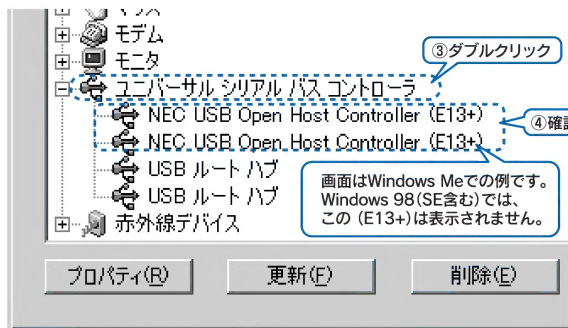 モデム
③ダブルクリック
モニタ
ユニバーサル シリアル バス コントローラ
NEC USB Open Host Controller (E13+)
④確認
NEC USB Open Host Controller (E13+)
USB ルート ハブ
USB ルート ハブ
画面はWindows Meでの例です。
Windows 98(SE含む)では、
この (E13+)は表示されません。
赤外線デバイス
プロパティ(R)
更新(F)
削除(E)